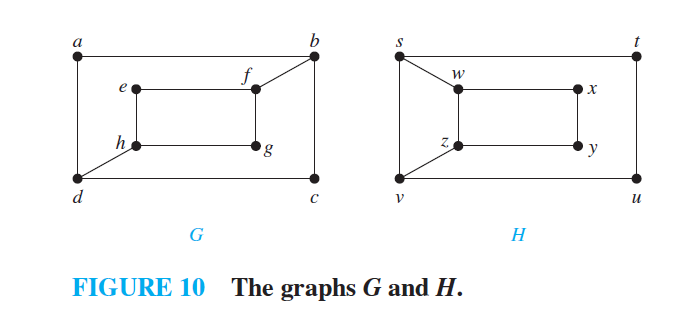 a b s t
e f w x
h g z y
d c v u
G H
FIGURE 10 The graphs G and H.